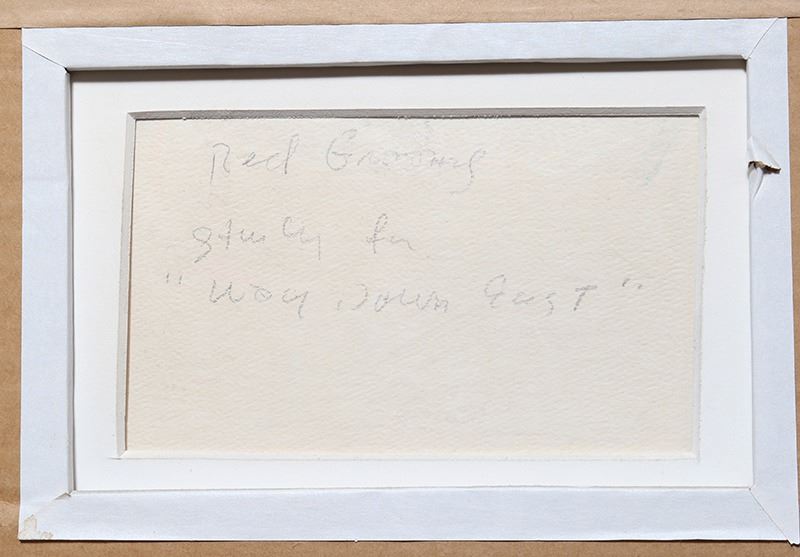 Red Grooms
study for
"Way Down East"